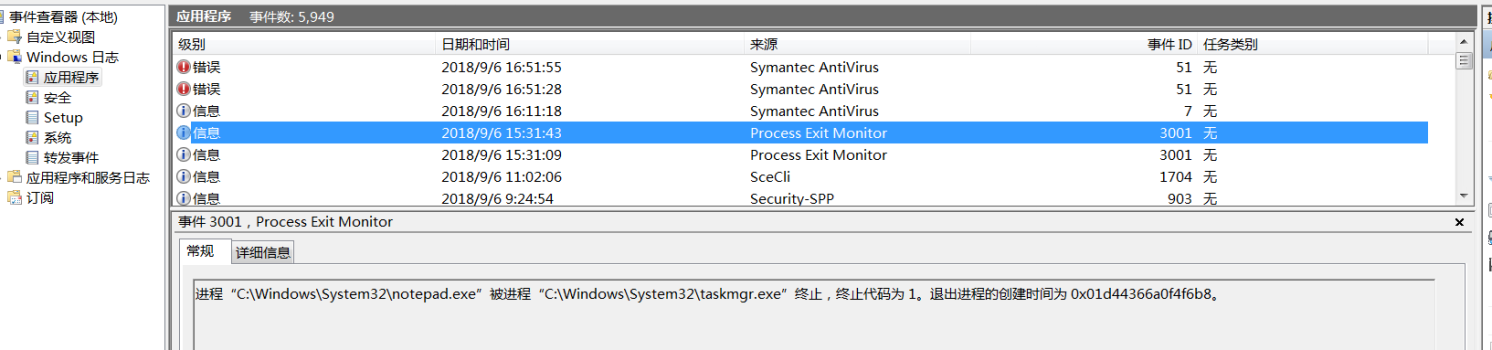 事件查看器 (本地)
自定义视图
Windows 日志
应用程序
安全
Setup
系统
转发事件
应用程序和服务日志
订阅
应用程序 事件数: 5,949
级别 日期和时间 来源 事件 ID 任务类别
错误 2018/9/6 16:51:55 Symantec AntiVirus 51 无
错误 2018/9/6 16:51:28 Symantec AntiVirus 51 无
信息 2018/9/6 16:11:18 Symantec AntiVirus 7 无
信息 2018/9/6 15:31:43 Process Exit Monitor 3001 无
信息 2018/9/6 15:31:09 Process Exit Monitor 3001 无
信息 2018/9/6 11:02:06 SceCli 1704 无
信息 2018/9/6 9:24:54 Security-SPP 903 无
事件 3001，Process Exit Monitor
常规 详细信息
进程“C:\Windows\System32\notepad.exe”被进程“C:\Windows\System32\taskmgr.exe”终止，终止代码为 1。退出进程的创建时间为 0x01d44366a0f4f6b8。